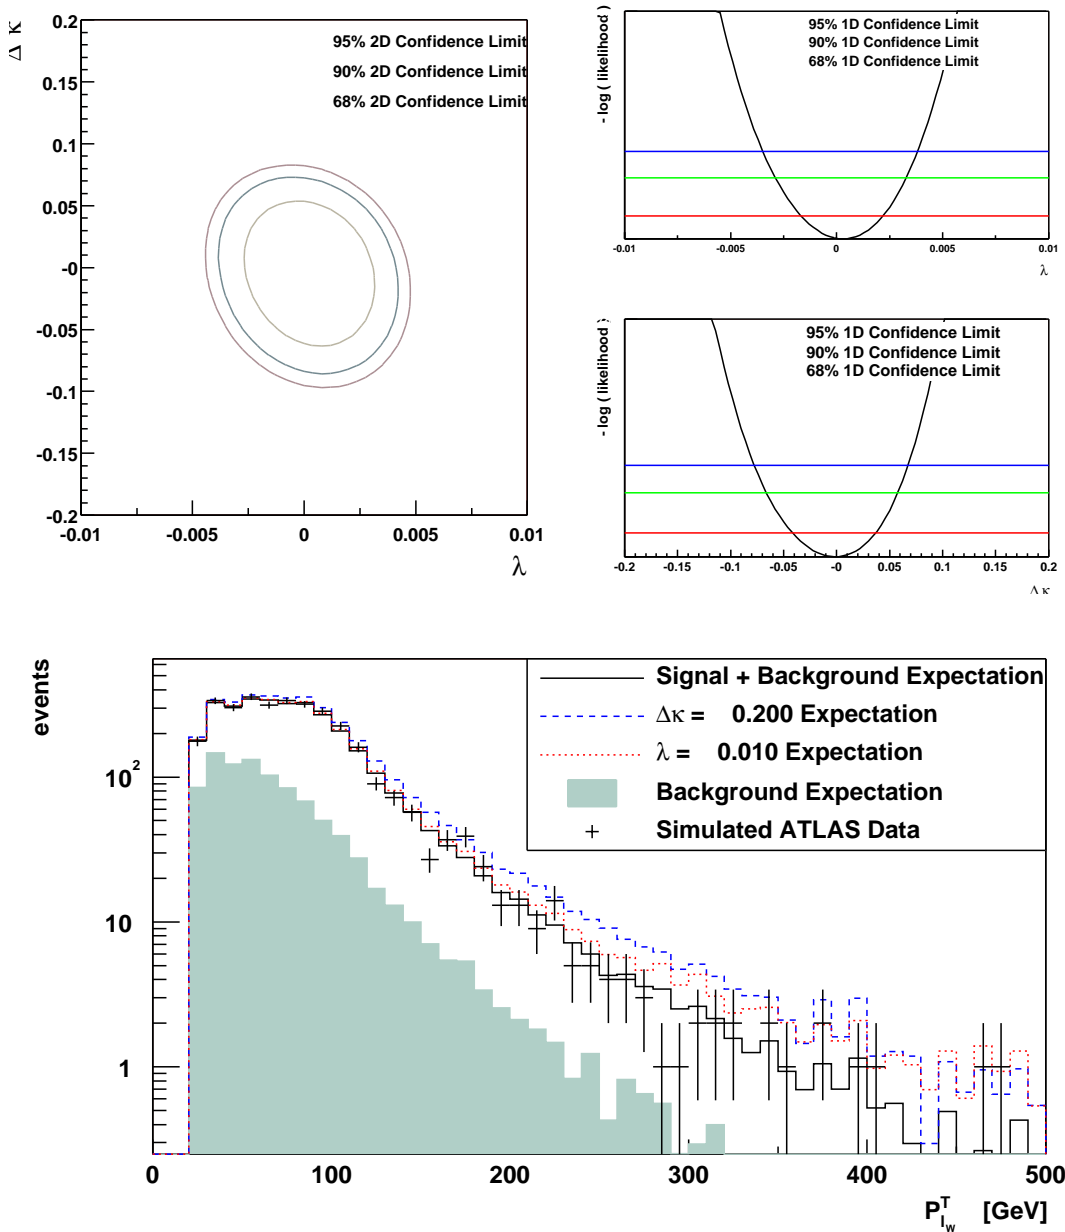 Δ κ
0.2
0.15
0.1
0.05
-0
-0.05
-0.1
-0.15
-0.2
95% 2D Confidence Limit
90% 2D Confidence Limit
68% 2D Confidence Limit
-0.01
-0.005
0
0.005
0.01
λ
- log ( likelihood )
95% 1D Confidence Limit
90% 1D Confidence Limit
68% 1D Confidence Limit
-0.01
-0.005
0
0.005
0.01
λ
- log ( likelihood )
95% 1D Confidence Limit
90% 1D Confidence Limit
68% 1D Confidence Limit
-0.2
-0.15
-0.1
-0.05
-0
0.05
0.1
0.15
0.2
Δ κ
events
10²
10
1
Signal + Background Expectation
Δκ = 0.200 Expectation
λ = 0.010 Expectation
Background Expectation
Simulated ATLAS Data
0
100
200
300
400
500
P^T_{l_w} [GeV]